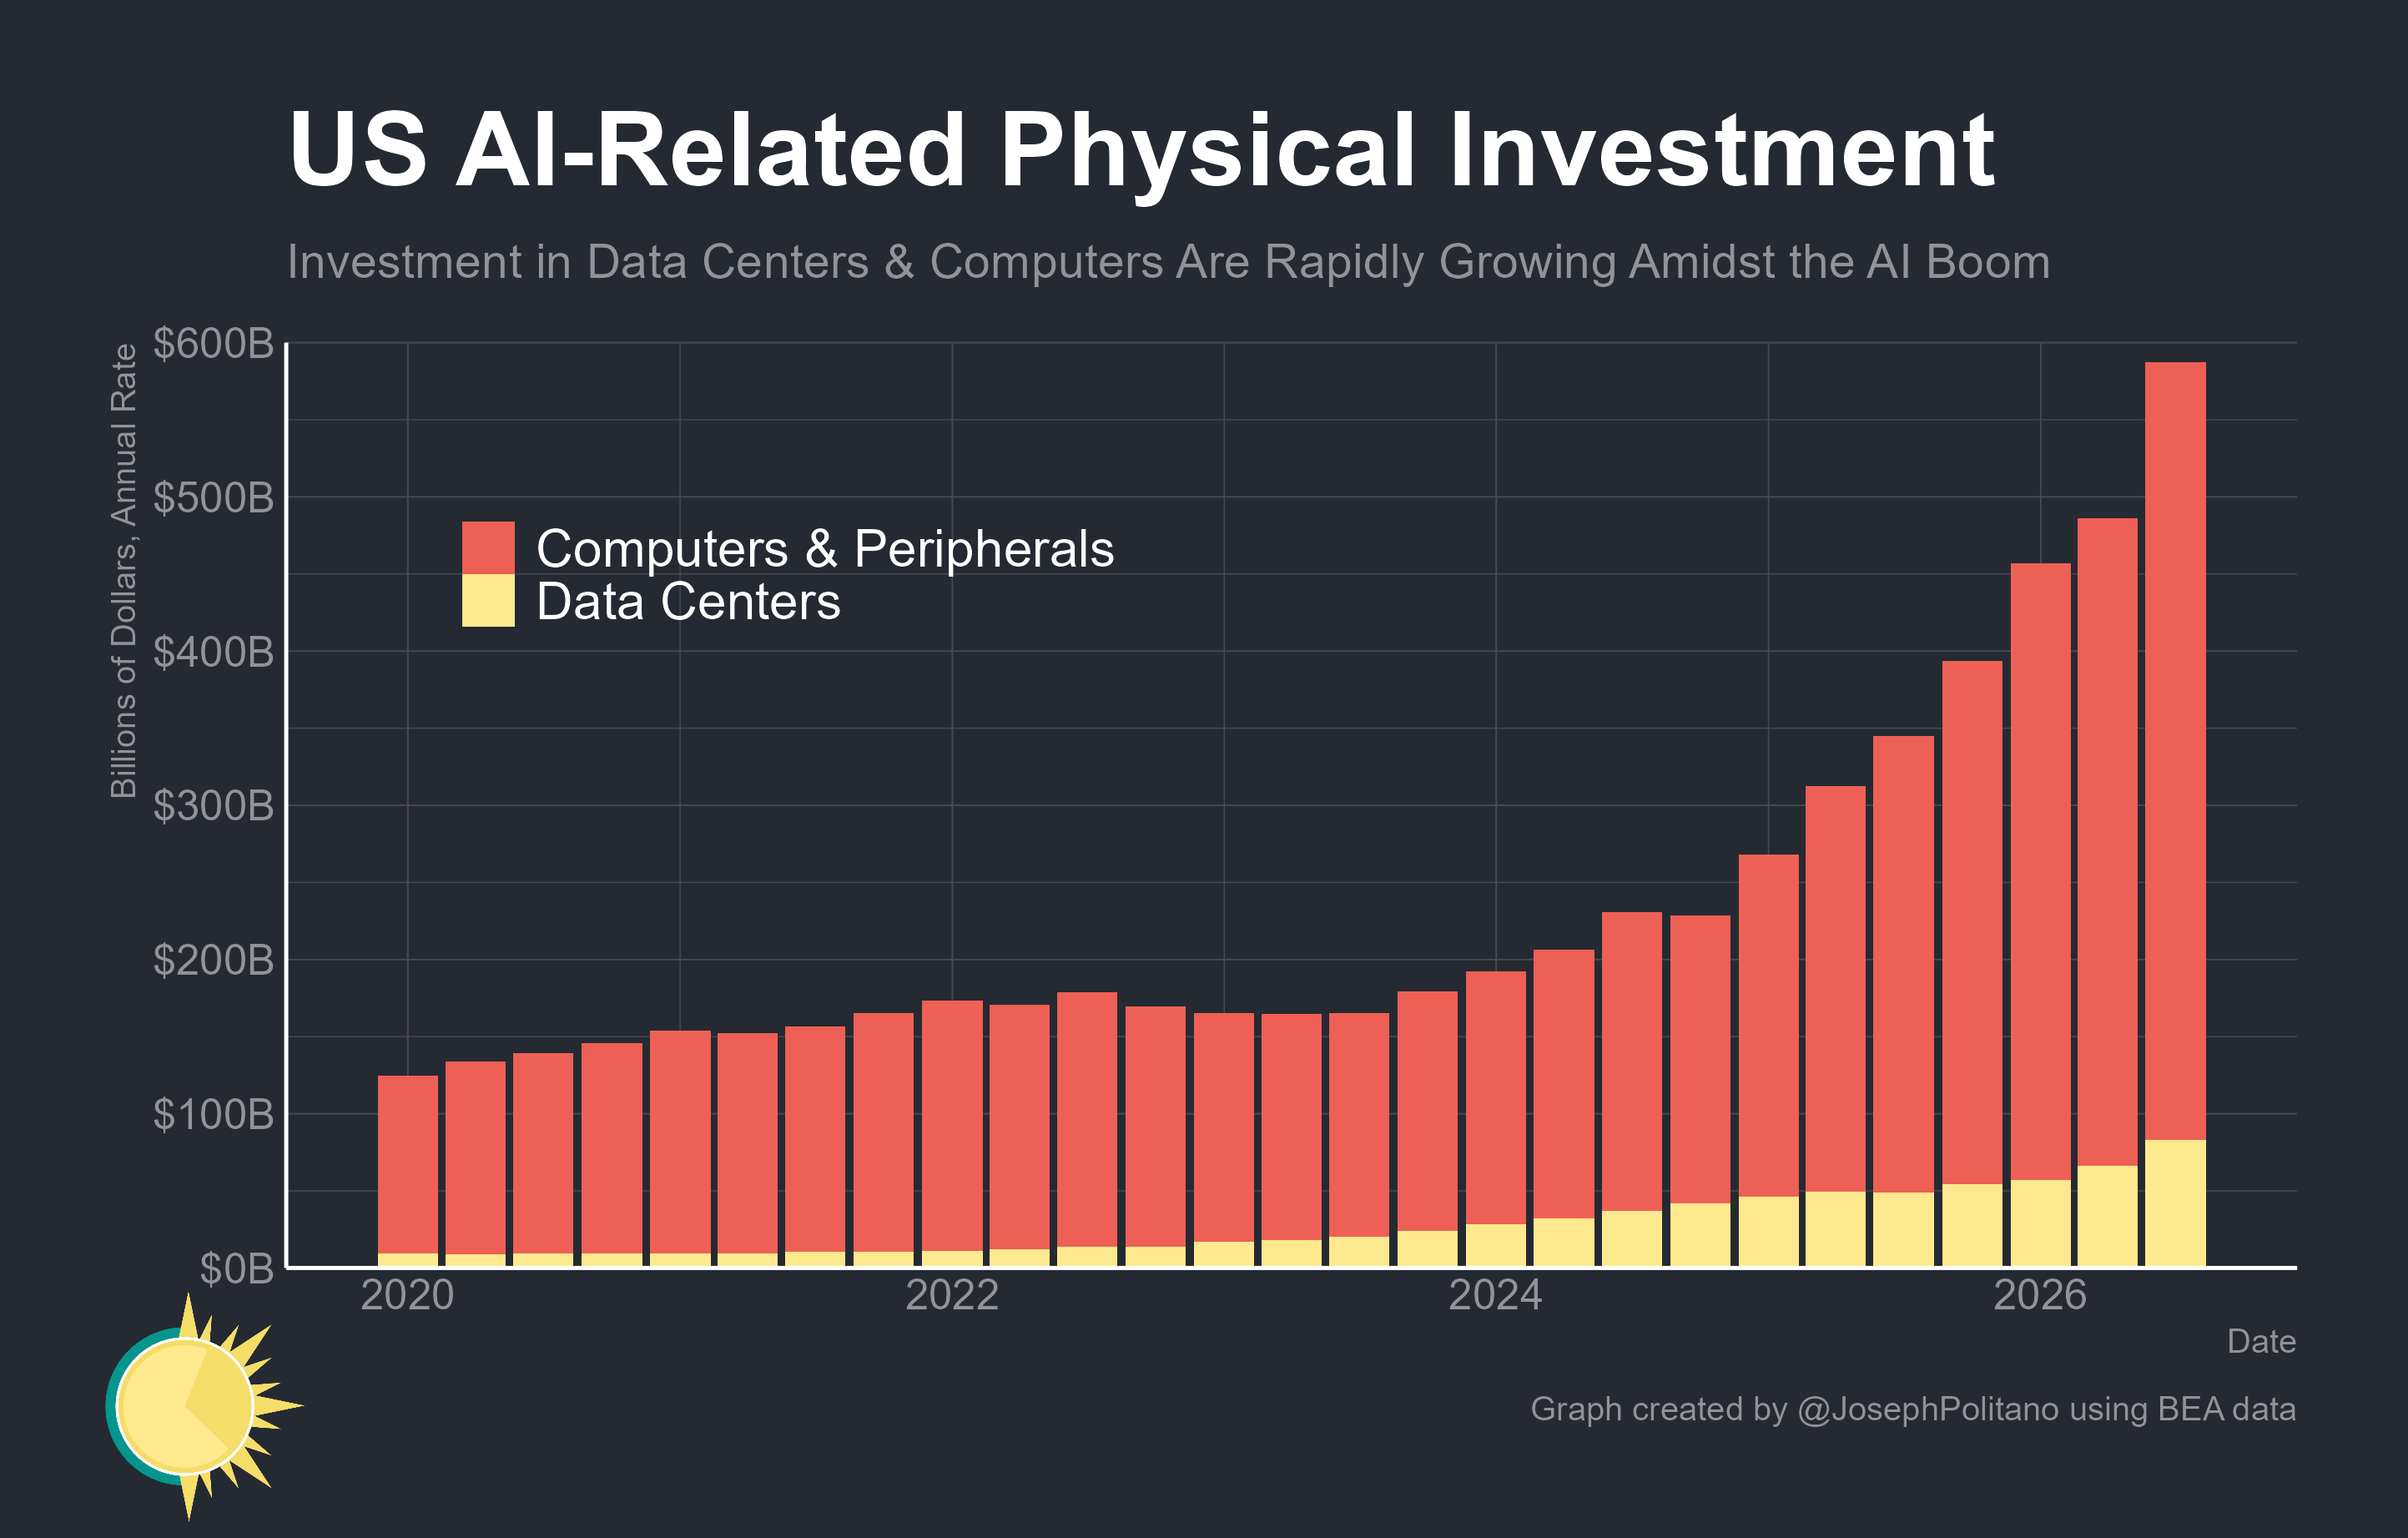 US AI-Related Physical Investment
Investment in Data Centers & Computers Are Rapidly Growing Amidst the AI Boom
Billions of Dollars, Annual Rate
$600B
$500B
$400B
$300B
$200B
$100B
$0B
Computers & Peripherals
Data Centers
2020
2022
2024
2026
Date
Graph created by @JosephPolitano using BEA data